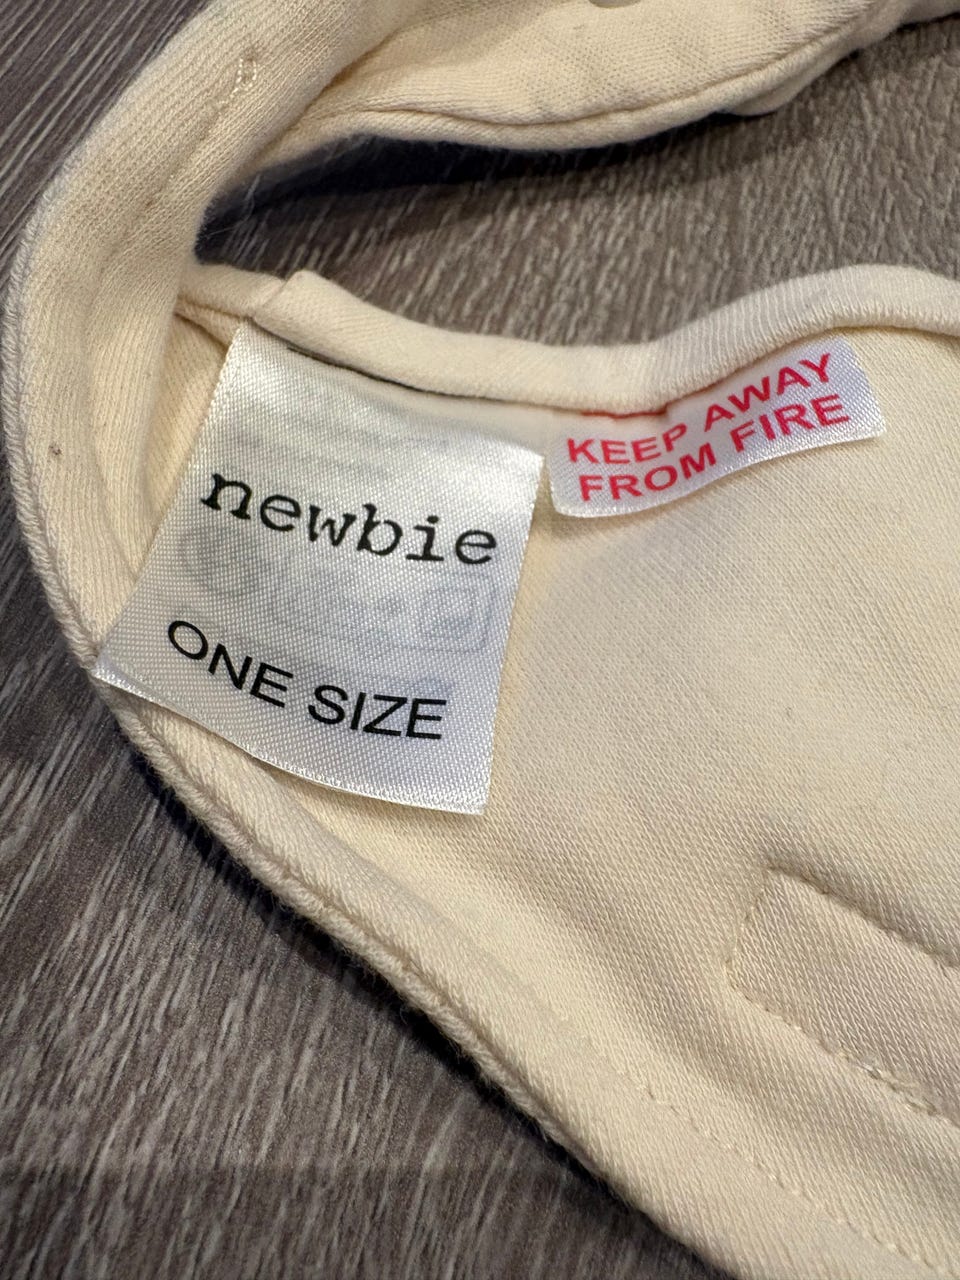 newbie
ONE SIZE
KEEP AWAY
FROM FIRE